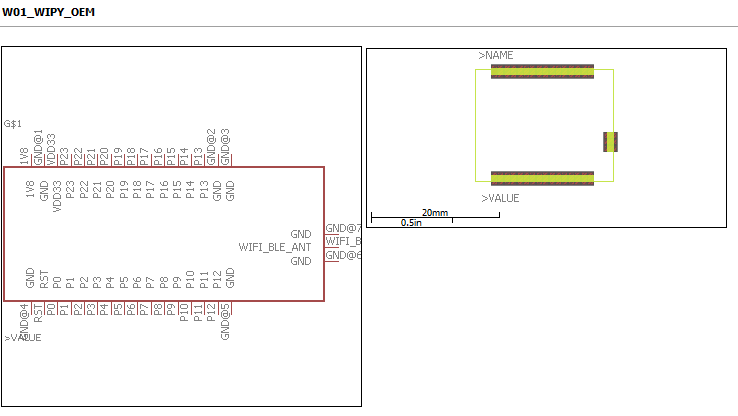 W01_WIPY_OEM
G$1
1V8 GND@1 VDD33 P23 P22 P21 P20 P19 P18 P17 P16 P15 P14 P13 GND@2 GND@3
1V8 GND VDD33 P23 P22 P21 P20 P19 P18 P17 P16 P15 P14 P13 GND GND
GND GND@7
WIFI_BLE_ANT WIFI_B
GND GND@6
GND RST P0 P1 P2 P3 P4 P5 P6 P7 P8 P9 P10 P11 P12 GND
GND@4 RST P0 P1 P2 P3 P4 P5 P6 P7 P8 P9 P10 P11 P12 GND@5
>VALUE
>NAME
>VALUE
20mm
0.5in